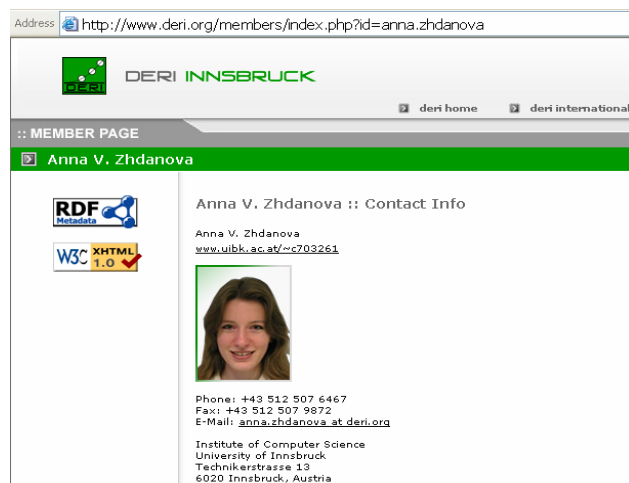 Address http://www.deri.org/members/index.php?id=anna.zhdanova
DERI
DERI INNSBRUCK
deri home deri international
:: MEMBER PAGE
Anna V. Zhdanova
RDF
Metadata
W3C XHTML
1.0
Anna V. Zhdanova :: Contact Info
Anna V. Zhdanova
www.uibk.ac.at/~c703261
Phone: +43 512 507 6467
Fax: +43 512 507 9872
E-Mail: anna.zhdanova at deri.org
Institute of Computer Science
University of Innsbruck
Technikerstrasse 13
6020 Innsbruck, Austria